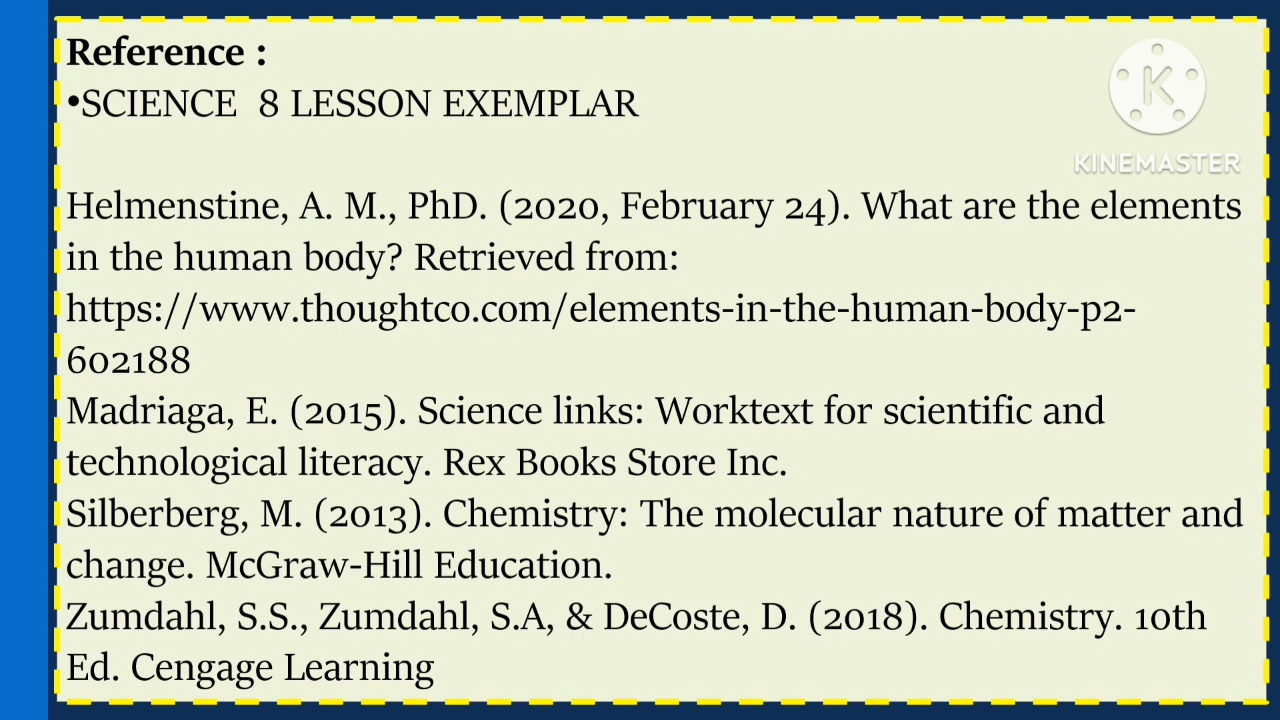 Reference :
•SCIENCE 8 LESSON EXEMPLAR
K
KINEMASTER
Helmenstine, A. M., PhD. (2020, February 24). What are the elements
in the human body? Retrieved from:
https://www.thoughtco.com/elements-in-the-human-body-p2-
602188
Madriaga, E. (2015). Science links: Worktext for scientific and
technological literacy. Rex Books Store Inc.
Silberberg, M. (2013). Chemistry: The molecular nature of matter and
change. McGraw-Hill Education.
Zumdahl, S.S., Zumdahl, S.A, & DeCoste, D. (2018). Chemistry. 10th
Ed. Cengage Learning